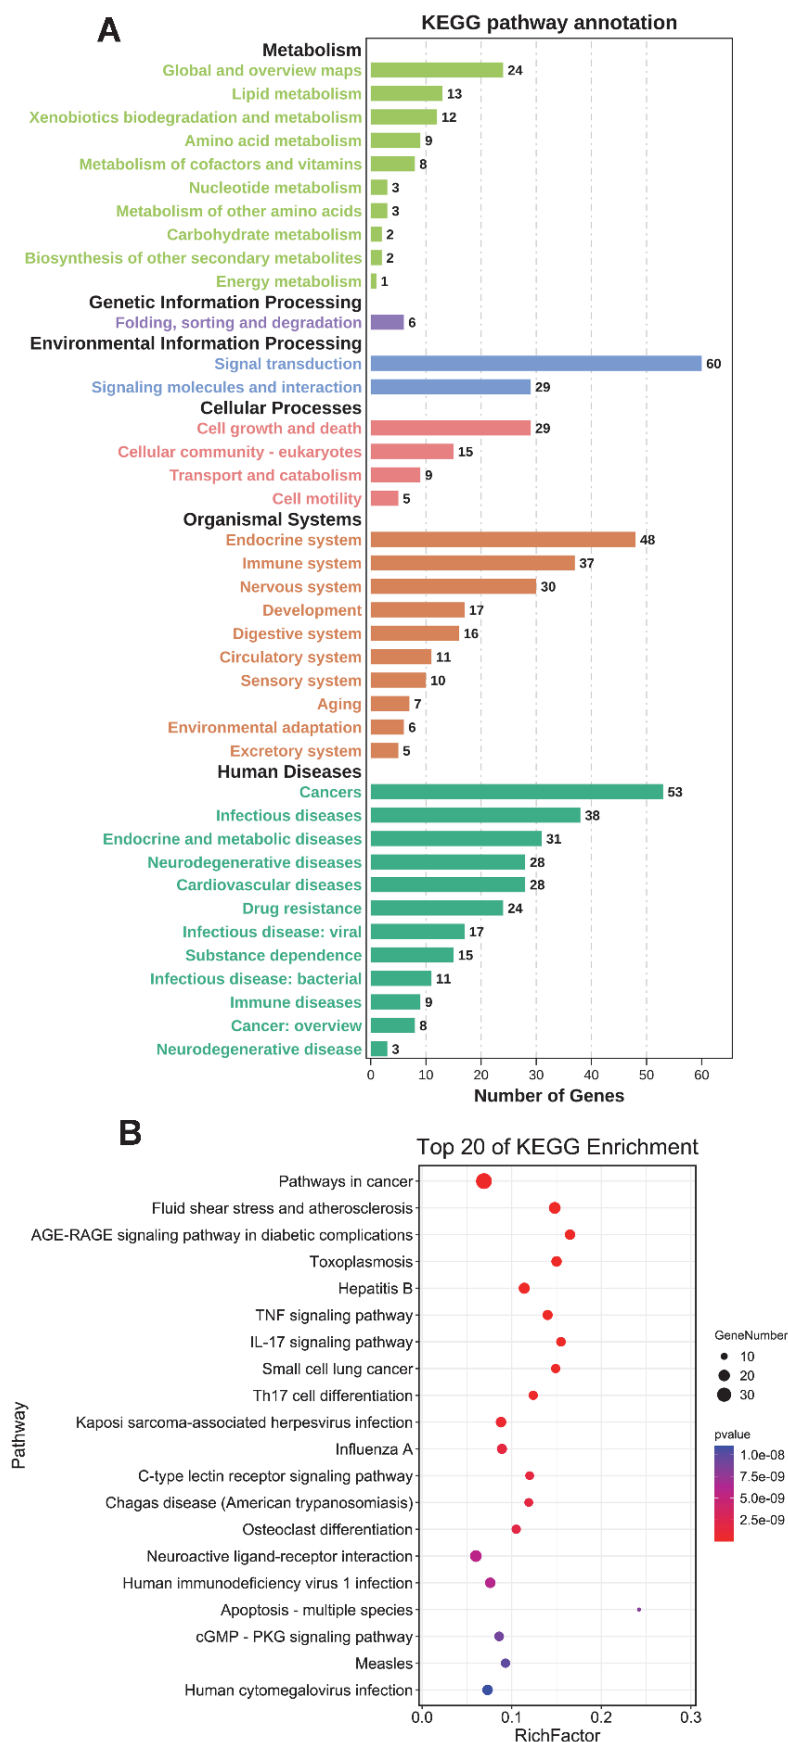 A
KEGG pathway annotation
Metabolism
Global and overview maps 24
Lipid metabolism 13
Xenobiotics biodegradation and metabolism 12
Amino acid metabolism 9
Metabolism of cofactors and vitamins 8
Nucleotide metabolism 3
Metabolism of other amino acids 3
Carbohydrate metabolism 2
Biosynthesis of other secondary metabolites 2
Energy metabolism 1
Genetic Information Processing
Folding, sorting and degradation 6
Environmental Information Processing
Signal transduction 60
Signaling molecules and interaction 29
Cellular Processes
Cell growth and death 29
Cellular community - eukaryotes 15
Transport and catabolism 9
Cell motility 5
Organismal Systems
Endocrine system 48
Immune system 37
Nervous system 30
Development 17
Digestive system 16
Circulatory system 11
Sensory system 10
Aging 7
Environmental adaptation 6
Excretory system 5
Human Diseases
Cancers 53
Infectious diseases 38
Endocrine and metabolic diseases 31
Neurodegenerative diseases 28
Cardiovascular diseases 28
Drug resistance 24
Infectious disease: viral 17
Substance dependence 15
Infectious disease: bacterial 11
Immune diseases 9
Cancer: overview 8
Neurodegenerative disease 3
0 10 20 30 40 50 60
Number of Genes
B
Top 20 of KEGG Enrichment
Pathway
Pathways in cancer
Fluid shear stress and atherosclerosis
AGE-RAGE signaling pathway in diabetic complications
Toxoplasmosis
Hepatitis B
TNF signaling pathway
IL-17 signaling pathway
Small cell lung cancer
Th17 cell differentiation
Kaposi sarcoma-associated herpesvirus infection
Influenza A
C-type lectin receptor signaling pathway
Chagas disease (American trypanosomiasis)
Osteoclast differentiation
Neuroactive ligand-receptor interaction
Human immunodeficiency virus 1 infection
Apoptosis - multiple species
cGMP - PKG signaling pathway
Measles
Human cytomegalovirus infection
0.0 0.1 0.2 0.3
RichFactor
GeneNumber
10
20
30
pvalue
1.0e-08
7.5e-09
5.0e-09
2.5e-09